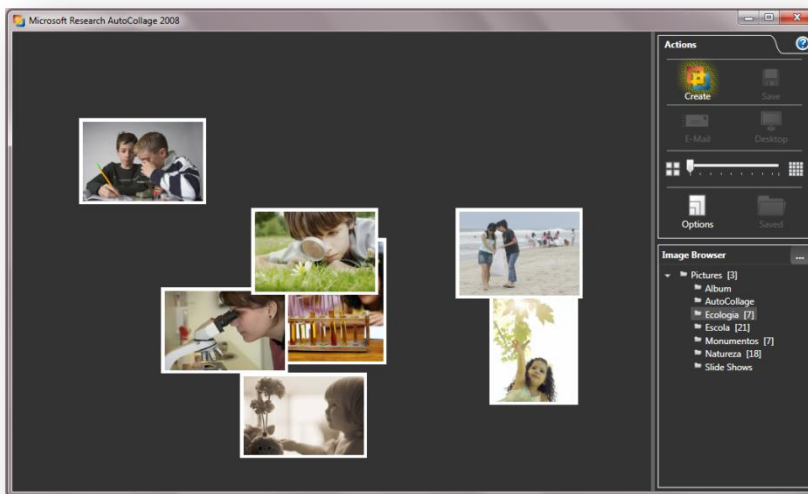 Microsoft Research AutoCollage 2008
Actions
?
Create
Save
E-Mail
Desktop
Options
Saved
Image Browser
...
Pictures [3]
Album
AutoCollage
Ecologia [7]
Escola [21]
Monumentos [7]
Natureza [18]
Slide Shows